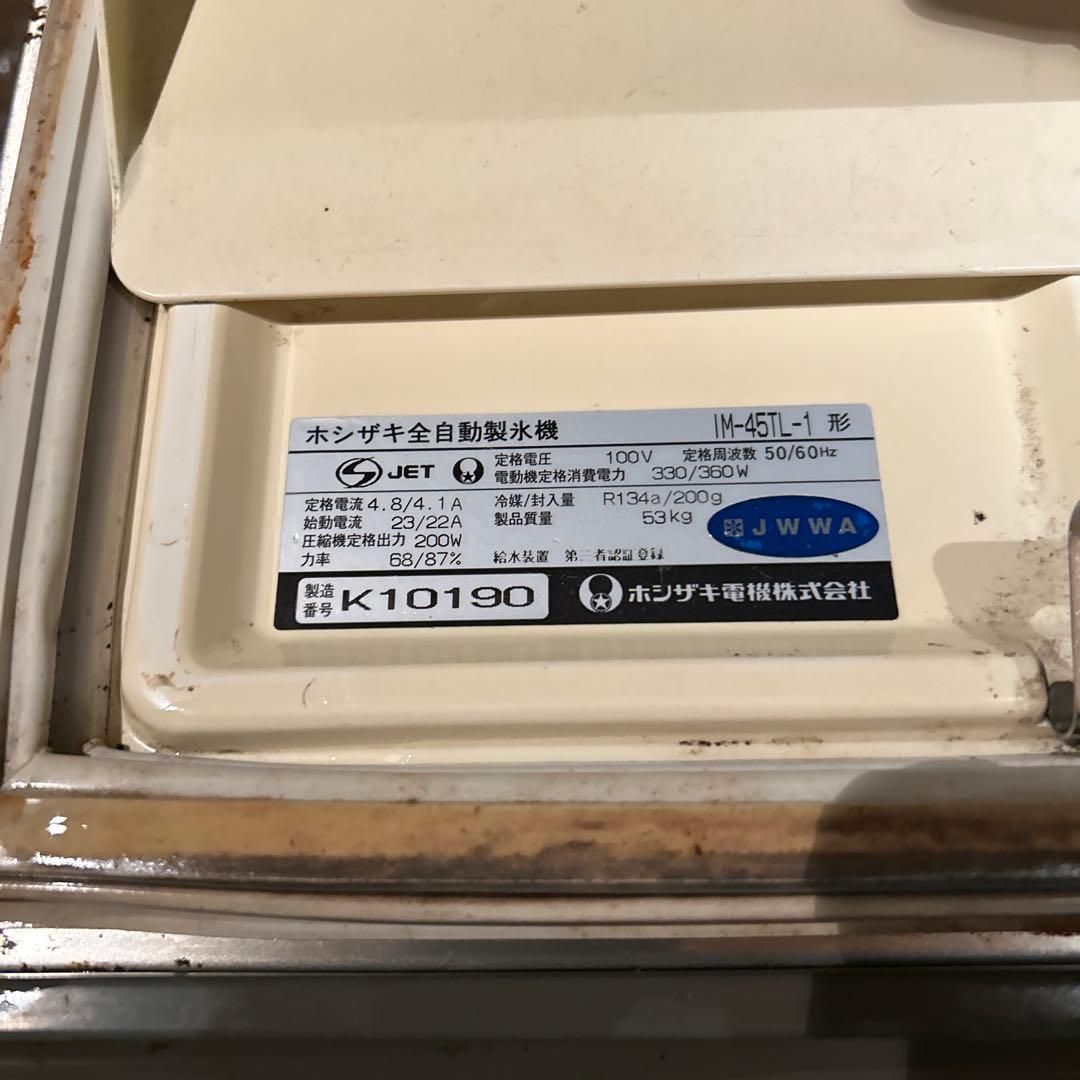 ホシザキ全自動製氷機 IM-45TL-1 形
JET 定格電圧 100V 定格周波数 50/60Hz
電動機定格消費電力 330/360W
定格電流 4.8/4.1A 冷媒/封入量 R134a/200g
始動電流 23/22A 製品質量 53kg
JWWA
圧縮機定格出力 200W
力率 68/87% 給水装置 第三者認証登録
製造番号 K10190 ホシザキ電機株式会社